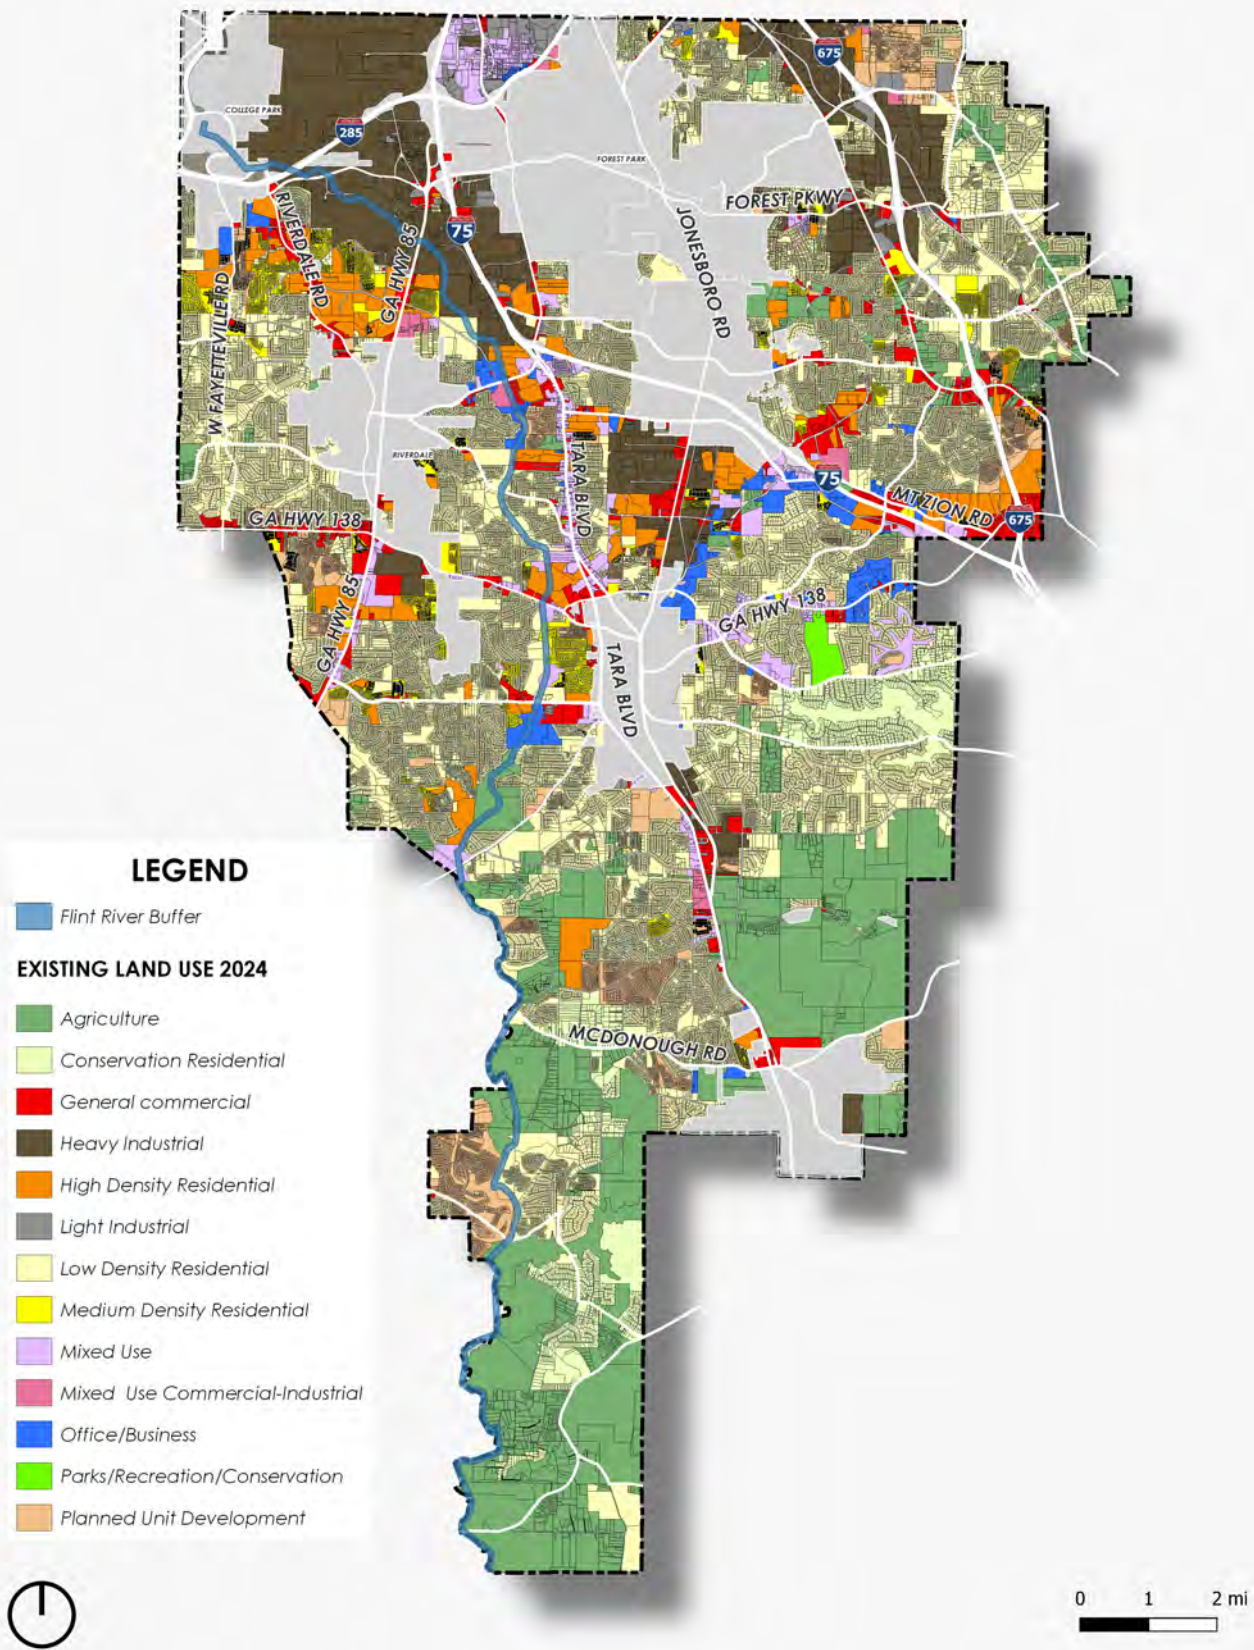 675
COLLEGE PARK
285
FOREST PARK
FOREST PKWY
RIVERDALE RD
GA HWY 85
75
JONESBORO RD
W FAYETTEVILLE RD
RIVERDALE
TARA BLVD
75
MT ZION RD
675
GA HWY 138
GA HWY 85
GA HWY 138
TARA BLVD
MCDONOUGH RD
LEGEND
Flint River Buffer
EXISTING LAND USE 2024
Agriculture
Conservation Residential
General commercial
Heavy Industrial
High Density Residential
Light Industrial
Low Density Residential
Medium Density Residential
Mixed Use
Mixed Use Commercial-Industrial
Office/Business
Parks/Recreation/Conservation
Planned Unit Development
0 1 2 mi